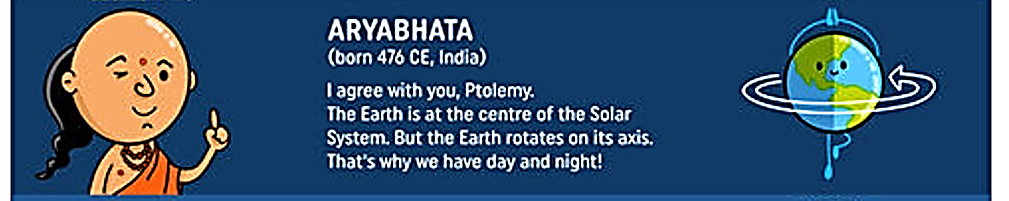 ARYABHATA
(born 476 CE, India)
I agree with you, Ptolemy.
The Earth is at the centre of the Solar
System. But the Earth rotates on its axis.
That's why we have day and night!